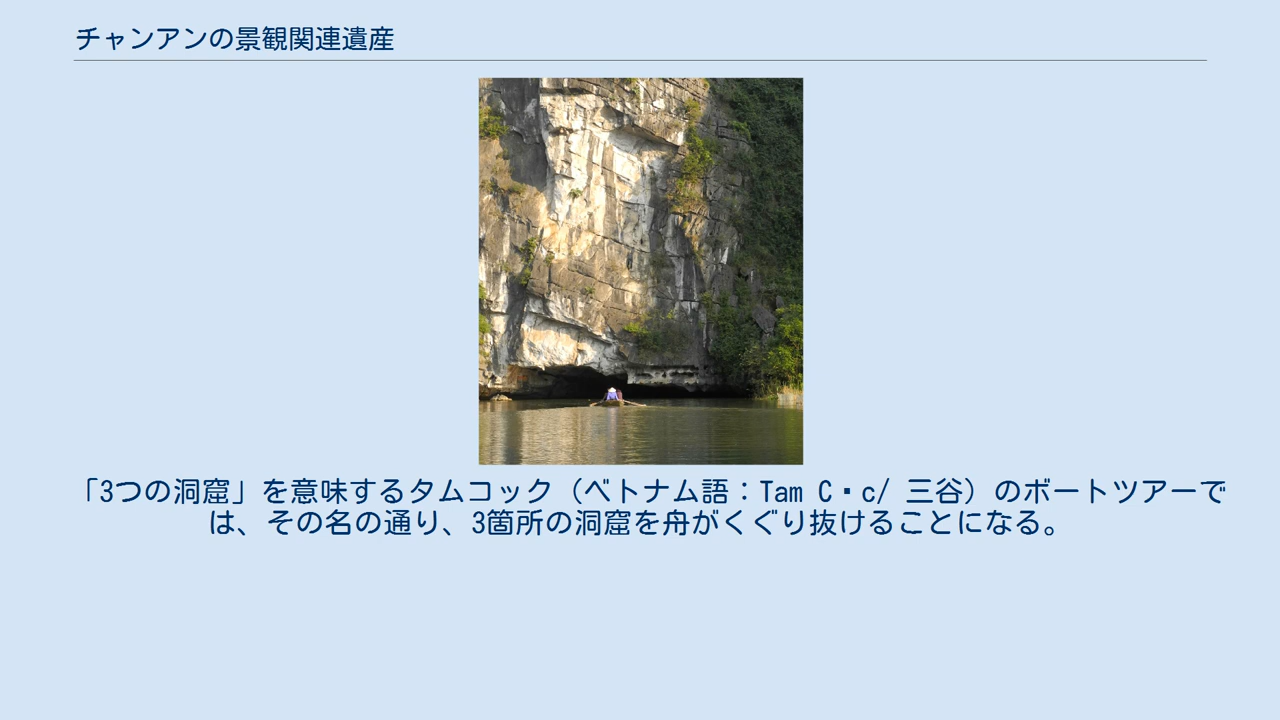 チャンアンの景観関連遺産
「3つの洞窟」を意味するタムコック（ベトナム語：Tam C・c/ 三谷）のボートツアーで
は、その名の通り、3箇所の洞窟を舟がくぐり抜けることになる。